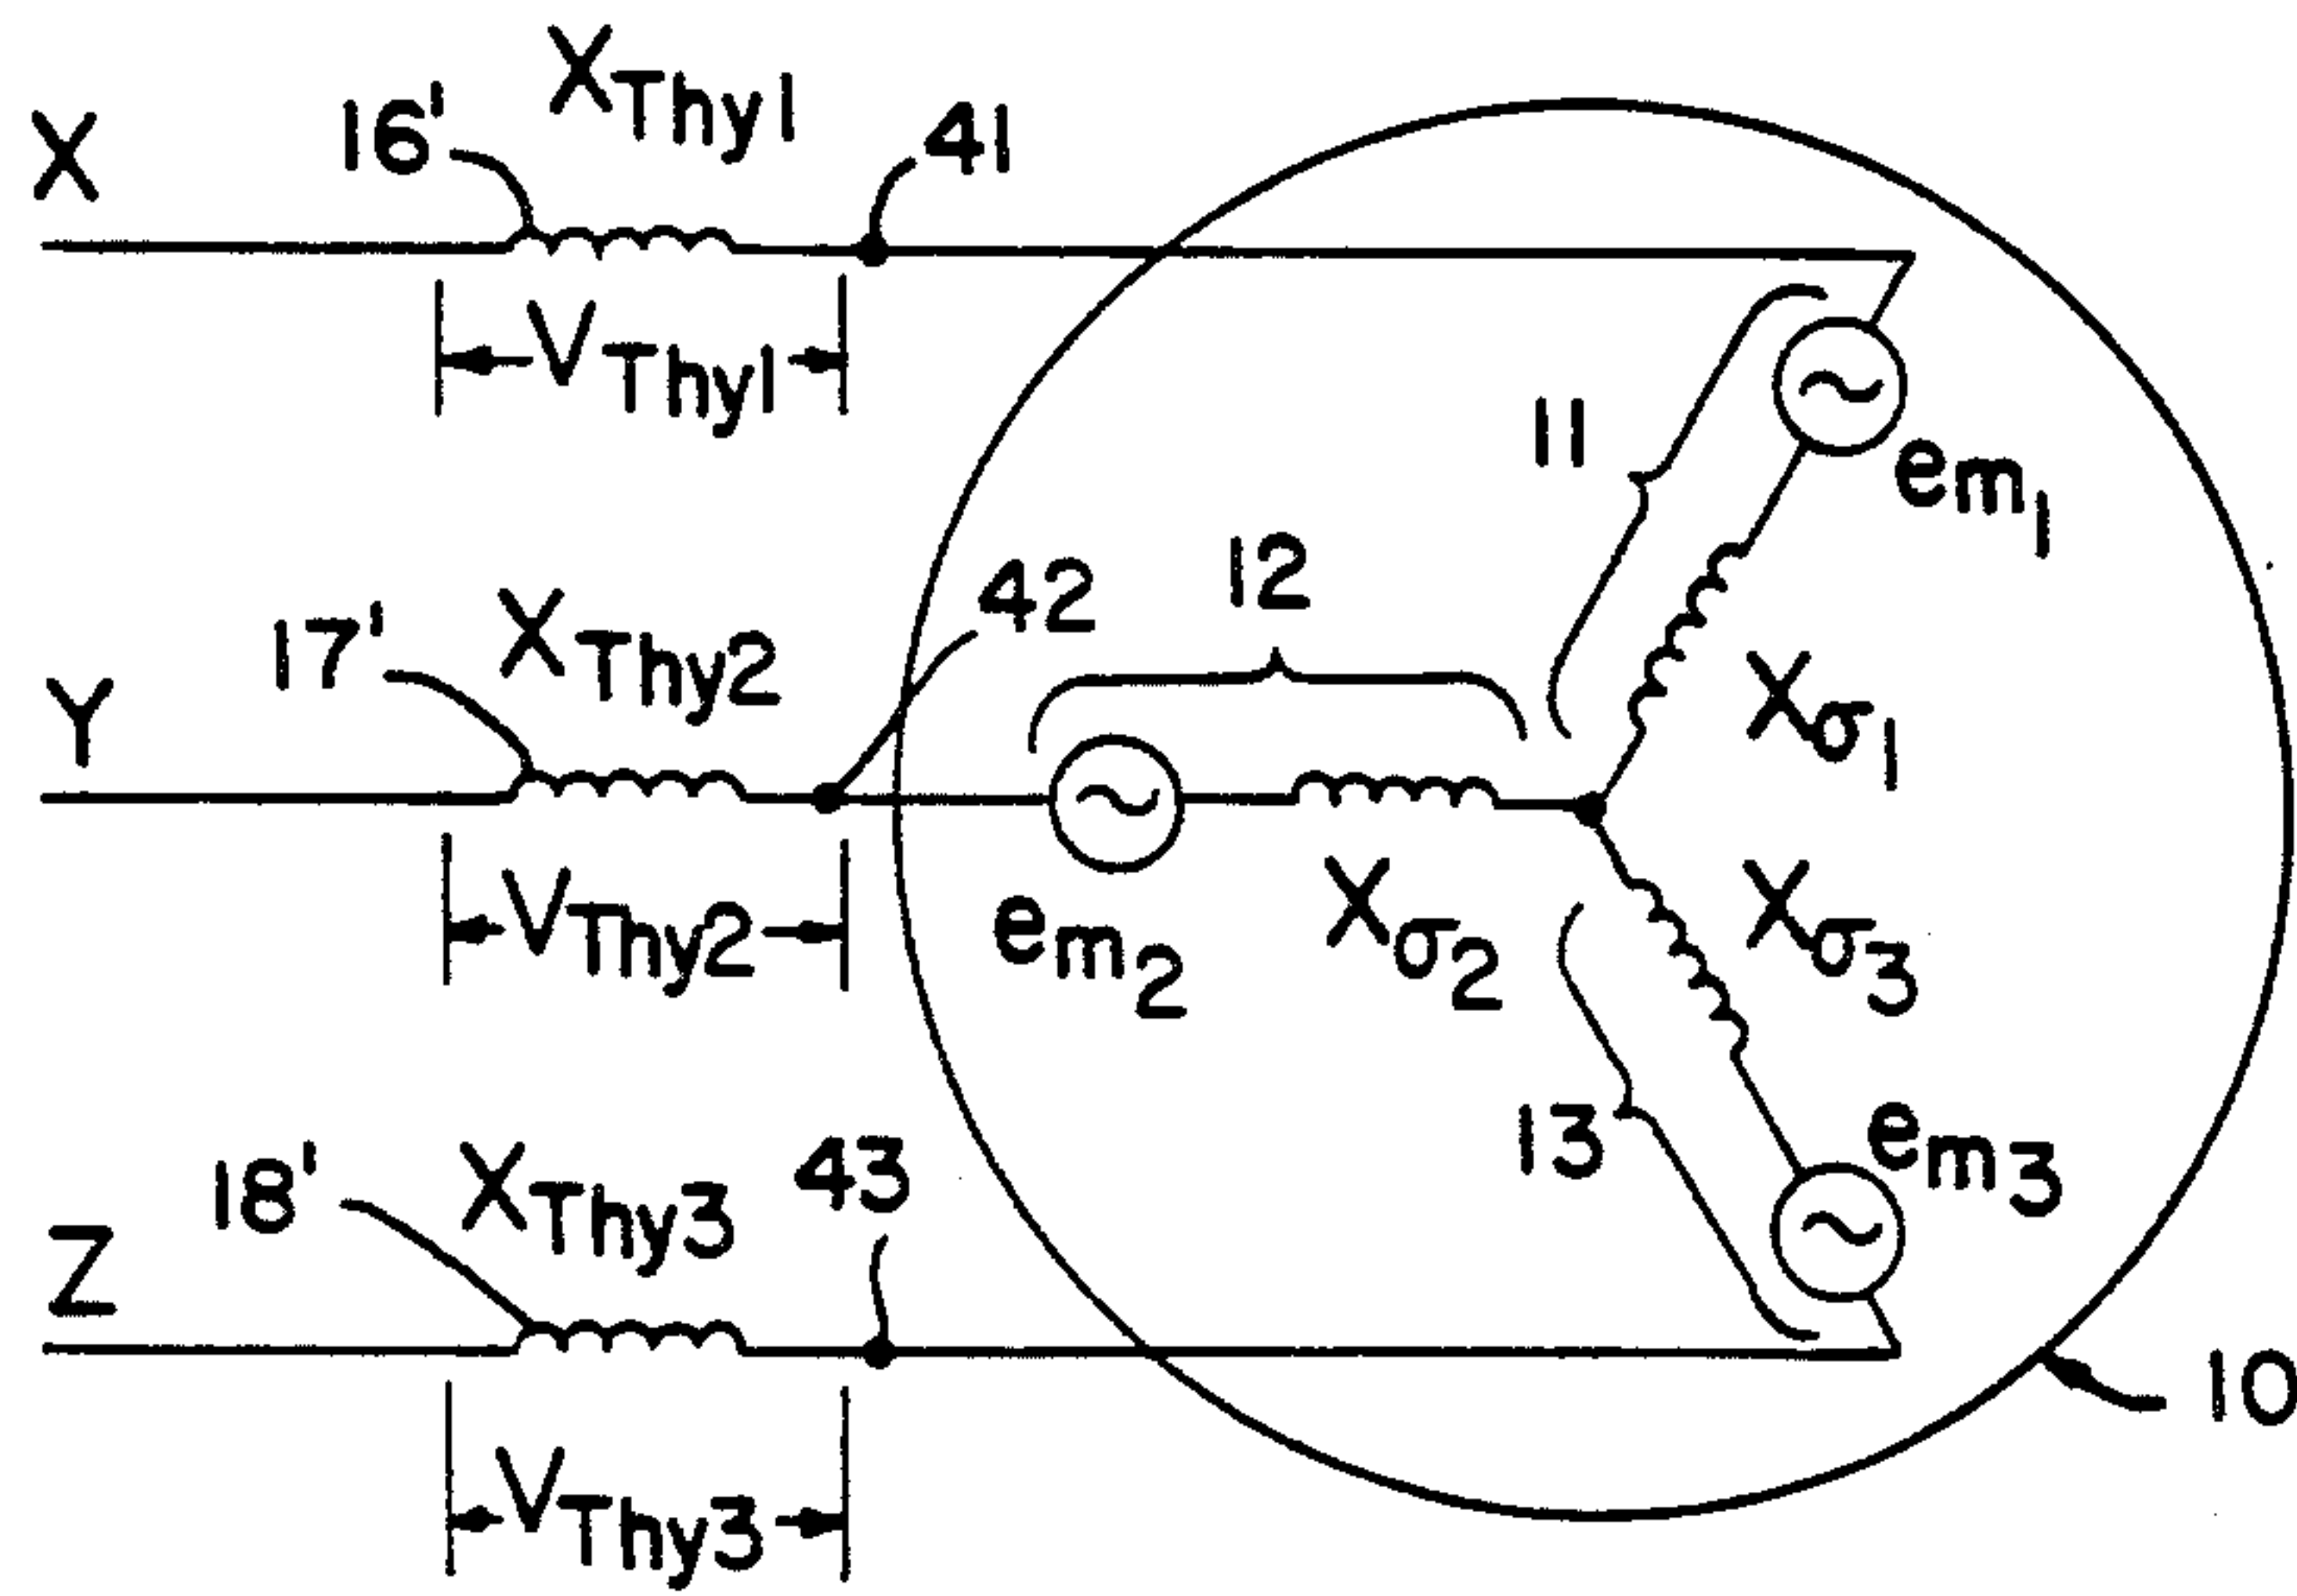 X
16'
XThy1
41
VThy1
11
em1
12
42
Y
17'
XThy2
Xσ1
VThy2
em2
Xσ2
Xσ3
13
em3
Z
18'
XThy3
43
10
VThy3